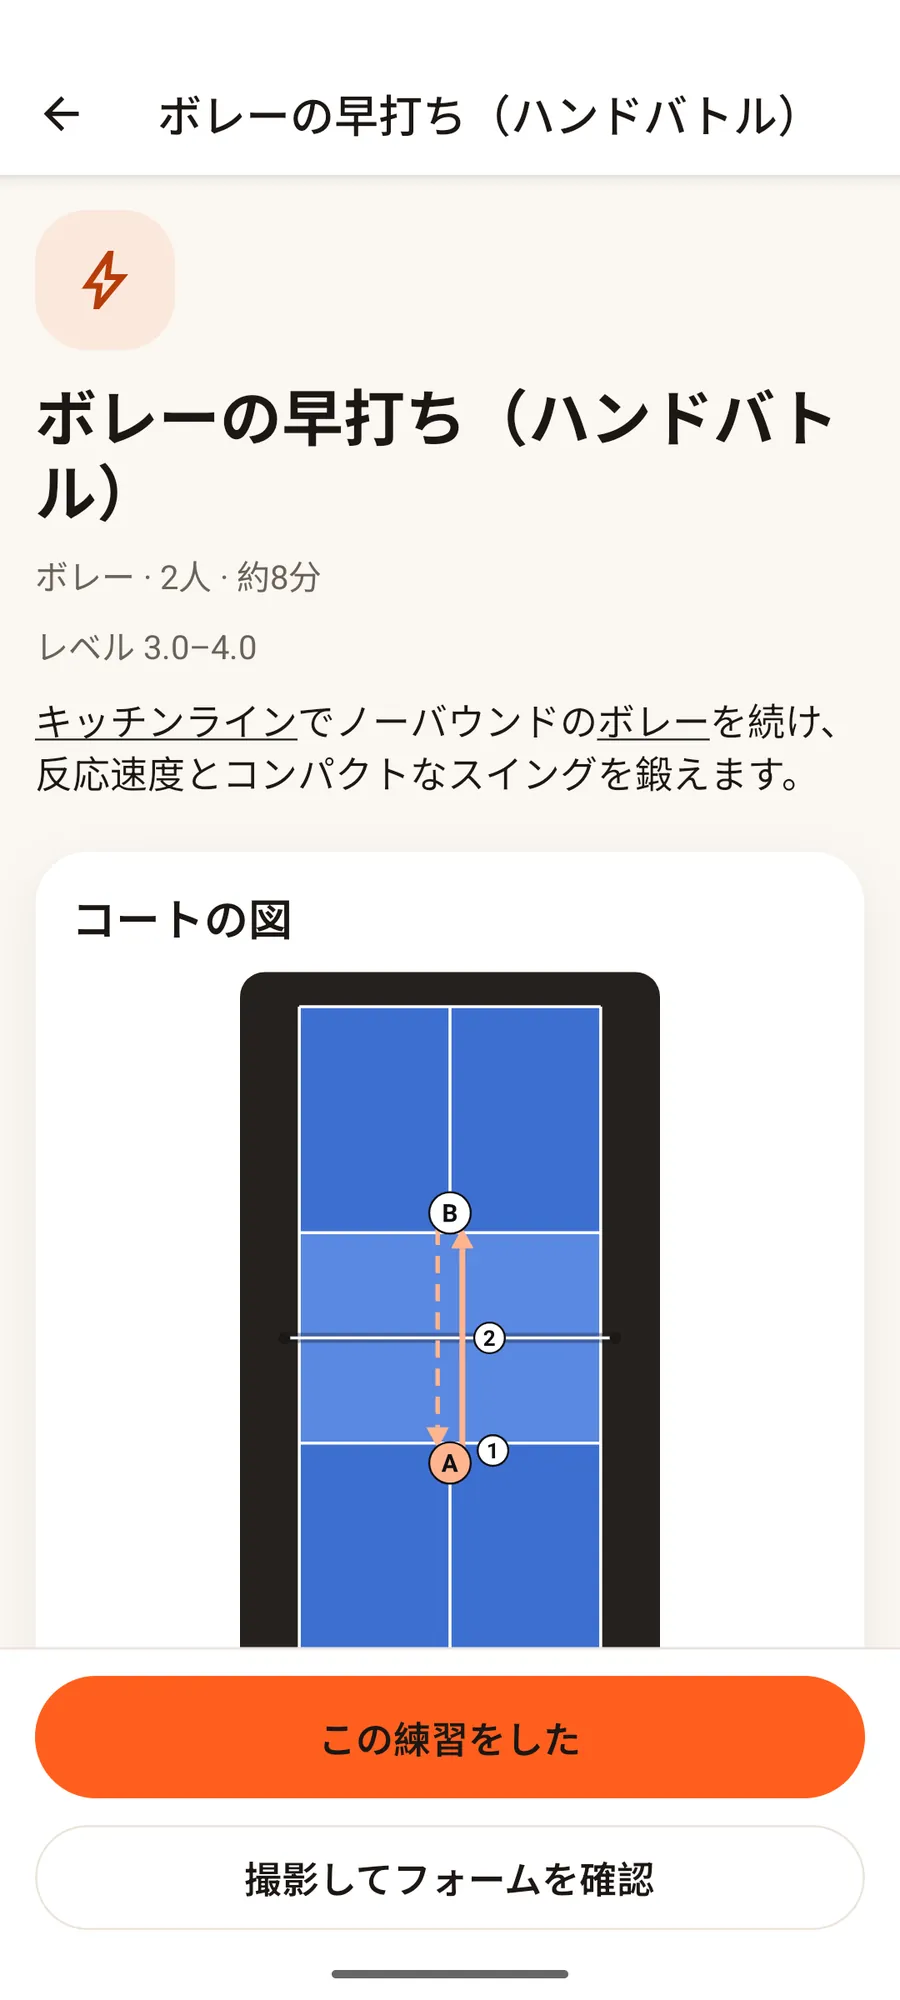 ボレーの早打ち（ハンドバトル）
ボレーの早打ち（ハンドバト
ル）
ボレー · 2人 · 約8分
レベル 3.0–4.0
キッチンラインでノーバウンドのボレーを続け、
反応速度とコンパクトなスイングを鍛えます。
コートの図
B
2
1
A
この練習をした
撮影してフォームを確認